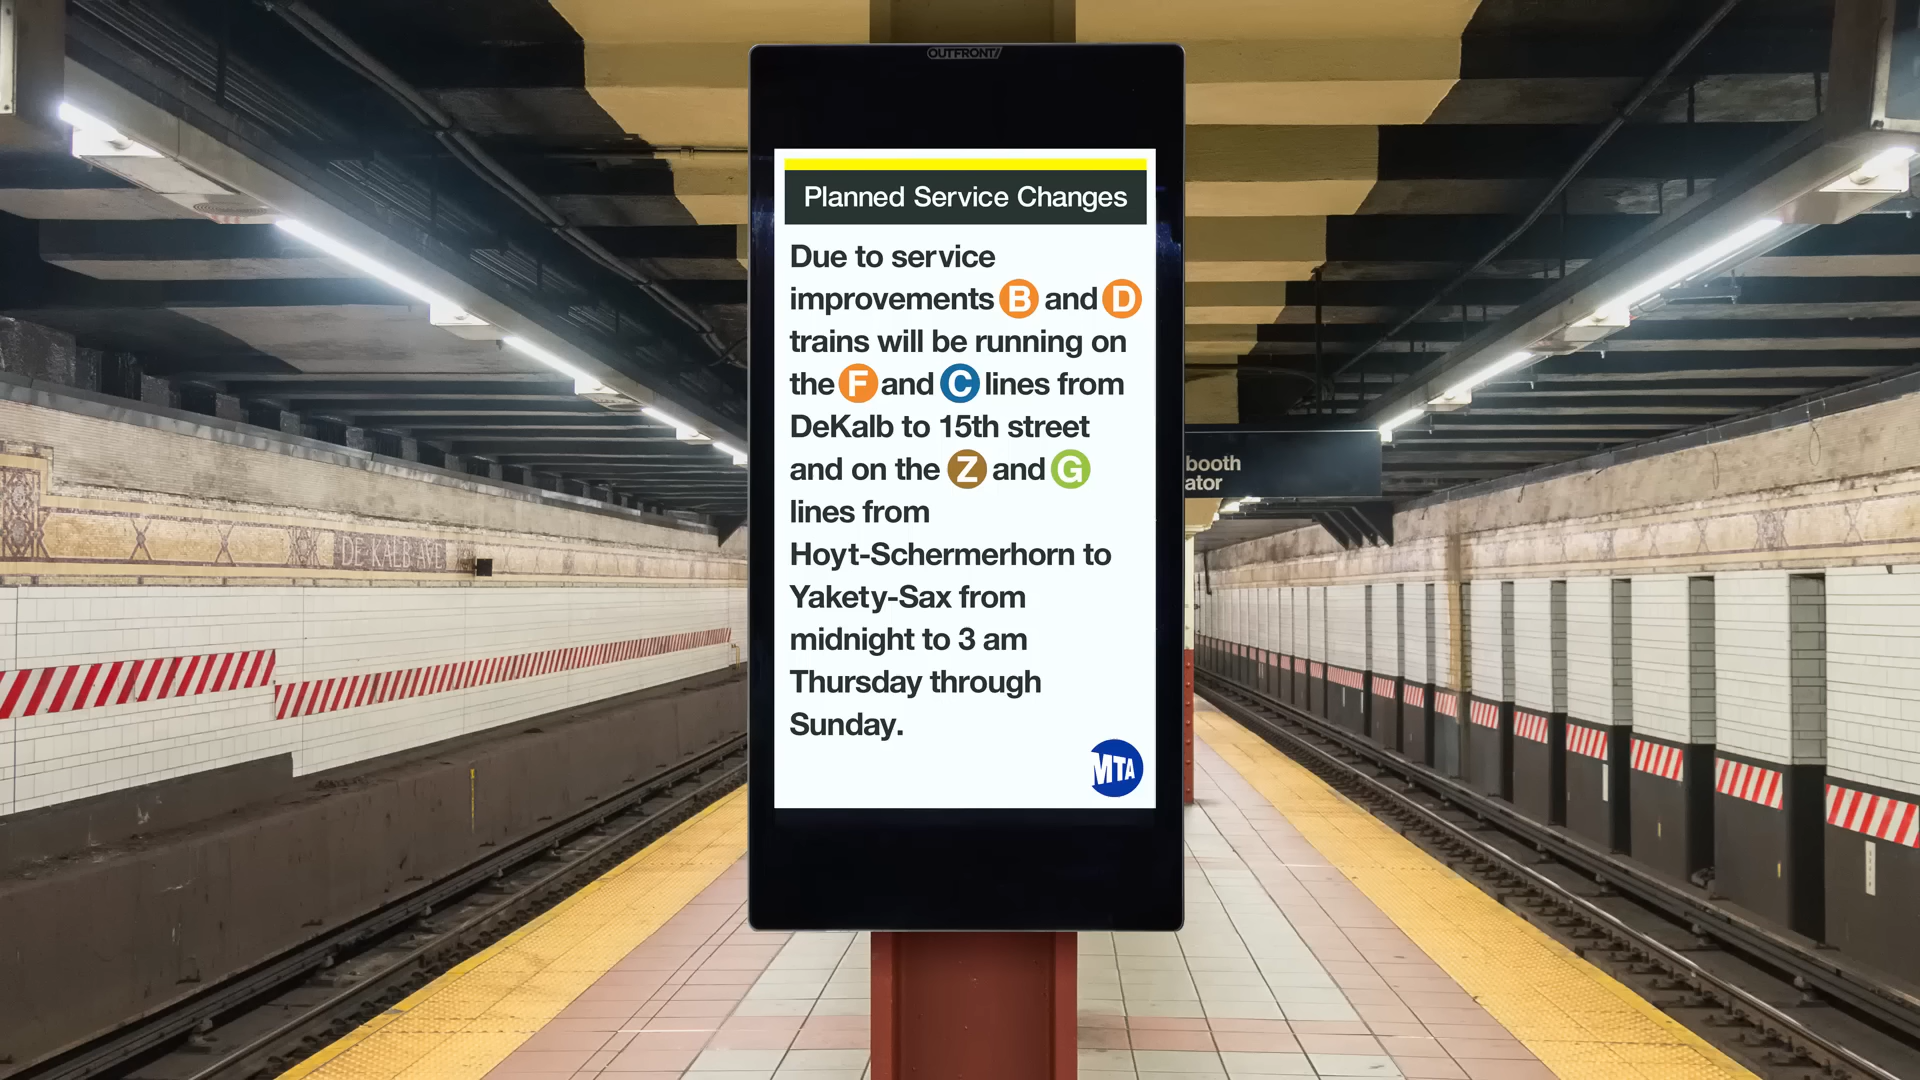 OUTFRONT/
Planned Service Changes
Due to service
improvements B and D
trains will be running on
the F and C lines from
DeKalb to 15th street
and on the Z and G
lines from
Hoyt-Schermerhorn to
Yakety-Sax from
midnight to 3 am
Thursday through
Sunday.
MTA
booth
ator
DE KALB AVE